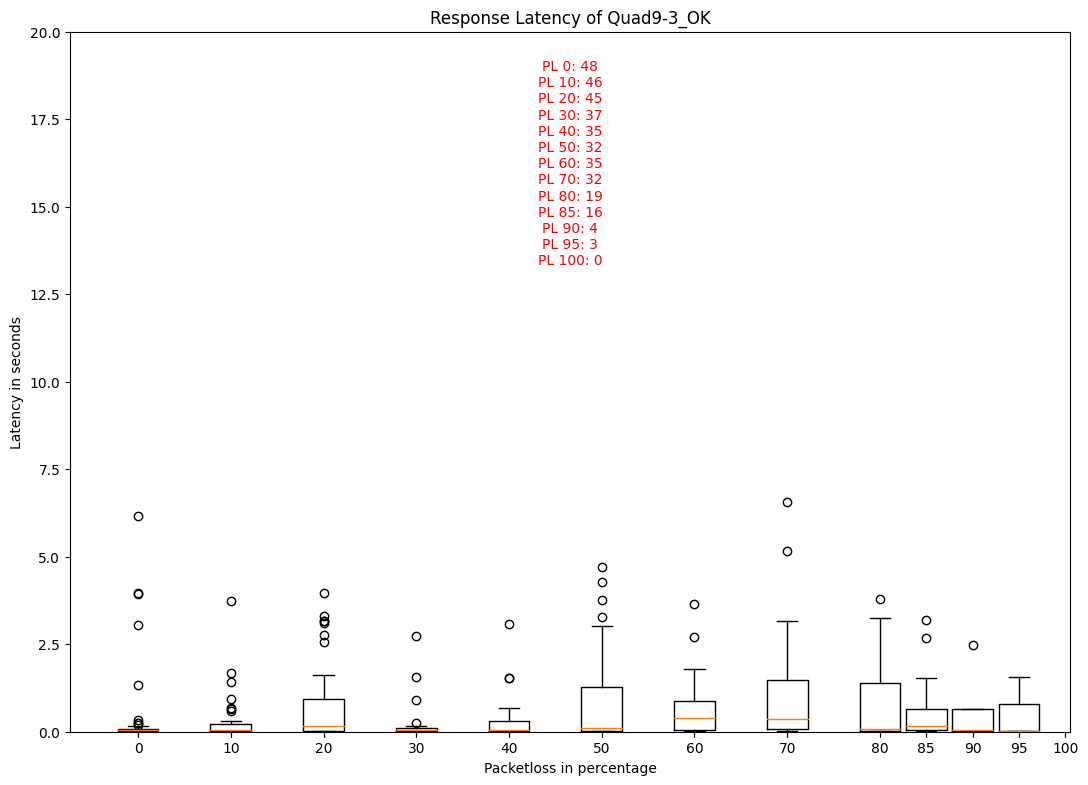 Response Latency of Quad9-3_OK
20.0
17.5
15.0
12.5
10.0
7.5
5.0
2.5
0.0
Latency in seconds
PL 0: 48
PL 10: 46
PL 20: 45
PL 30: 37
PL 40: 35
PL 50: 32
PL 60: 35
PL 70: 32
PL 80: 19
PL 85: 16
PL 90: 4
PL 95: 3
PL 100: 0
0 10 20 30 40 50 60 70 80 85 90 95 100
Packetloss in percentage